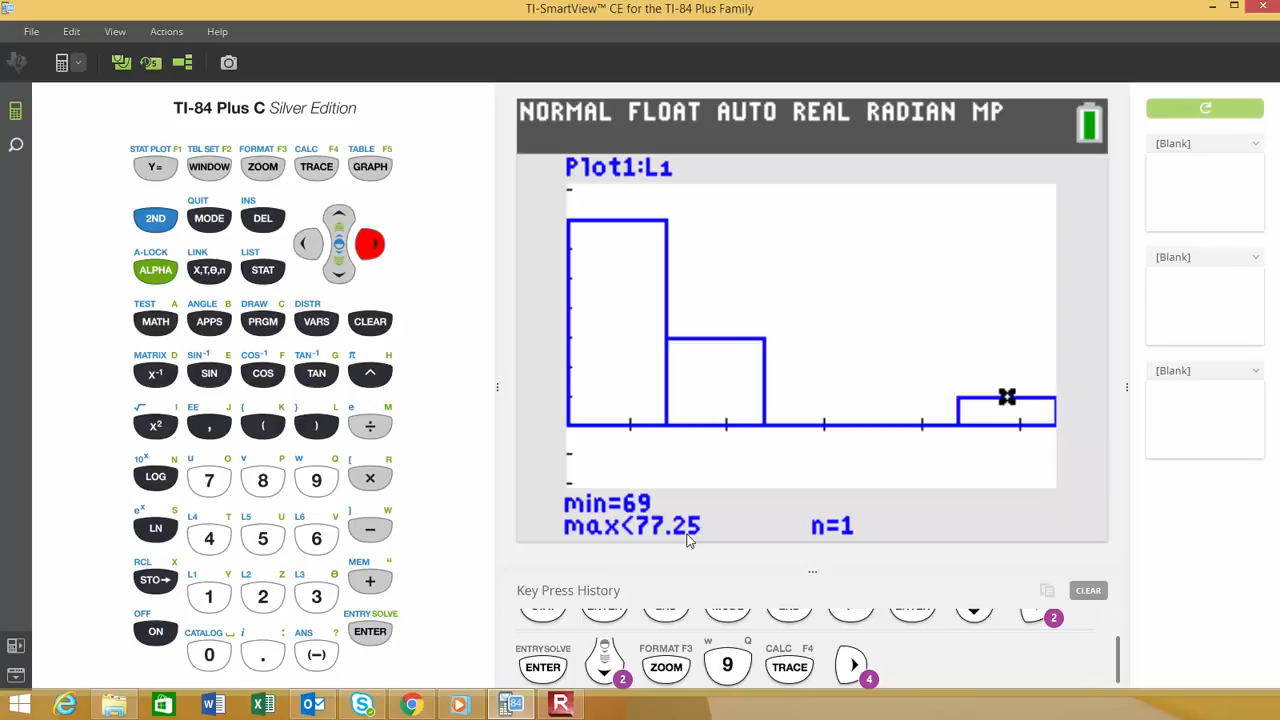 TI-SmartView™ CE for the TI-84 Plus Family
File Edit View Actions Help
TI-84 Plus C Silver Edition
STAT PLOT F1 TBL SET F2 FORMAT F3 CALC F4 TABLE F5
Y= WINDOW ZOOM TRACE GRAPH
QUIT INS
2ND MODE DEL
A-LOCK LINK LIST
ALPHA X,T,Θ,n STAT
TEST A ANGLE B DRAW C DISTR
MATH APPS PRGM VARS CLEAR
MATRIX D SIN⁻¹ E COS⁻¹ F TAN⁻¹ G π H
X⁻¹ SIN COS TAN ^
√ I EE J { K } L e M
x² , ( ) ÷
10ˣ N u O v P w Q [ R
LOG 7 8 9 ×
eˣ S L4 T L5 U L6 V ] W
LN 4 5 6 −
RCL X L1 Y L2 Z L3 Θ MEM "
STO→ 1 2 3 +
OFF CATALOG i : ANS ? ENTRY SOLVE
ON 0 . (−) ENTER
NORMAL FLOAT AUTO REAL RADIAN MP
Plot1:L1
min=69
max<77.25 n=1
Key Press History CLEAR
2
ENTRY SOLVE FORMAT F3 w Q CALC F4
ENTER 2 ZOOM 9 TRACE 4
[Blank]
[Blank]
[Blank]
84